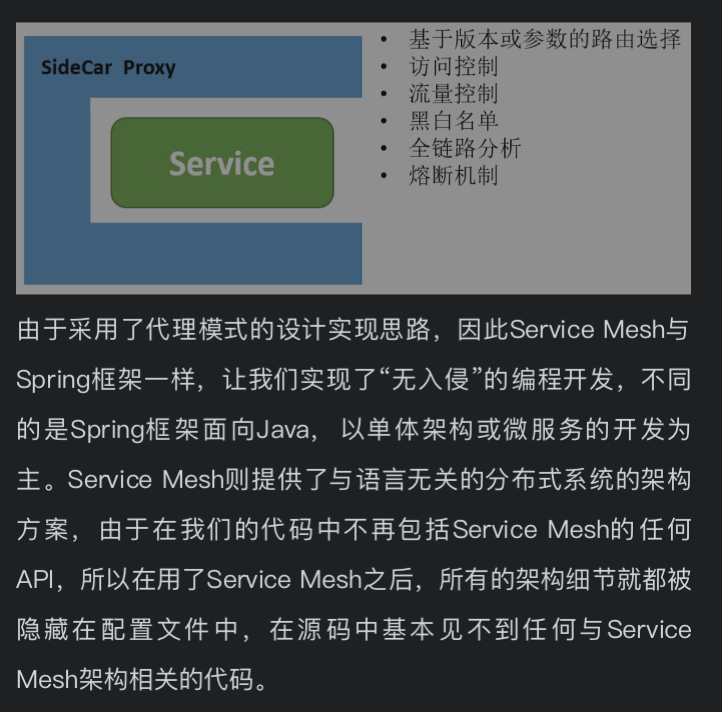 SideCar Proxy
Service
• 基于版本或参数的路由选择
• 访问控制
• 流量控制
• 黑白名单
• 全链路分析
• 熔断机制
由于采用了代理模式的设计实现思路，因此Service Mesh与
Spring框架一样，让我们实现了“无入侵”的编程开发，不同
的是Spring框架面向Java， 以单体架构或微服务的开发为
主。Service Mesh则提供了与语言无关的分布式系统的架构
方案，由于在我们的代码中不再包括Service Mesh的任何
API，所以在用了Service Mesh之后，所有的架构细节就都被
隐藏在配置文件中，在源码中基本见不到任何与Service
Mesh架构相关的代码。